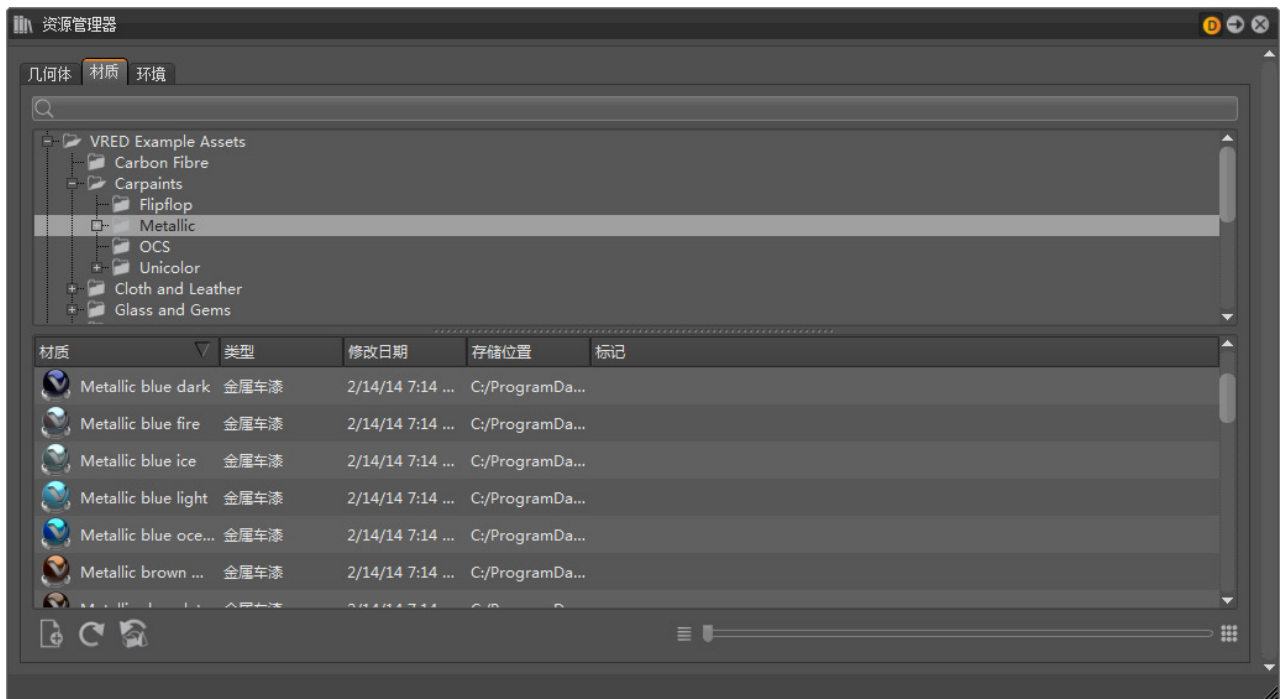 资源管理器
D
几何体 材质 环境
VRED Example Assets
Carbon Fibre
Carpaints
Flipflop
Metallic
OCS
Unicolor
Cloth and Leather
Glass and Gems
材质 类型 修改日期 存储位置 标记
Metallic blue dark 金属车漆 2/14/14 7:14 ... C:/ProgramDa...
Metallic blue fire 金属车漆 2/14/14 7:14 ... C:/ProgramDa...
Metallic blue ice 金属车漆 2/14/14 7:14 ... C:/ProgramDa...
Metallic blue light 金属车漆 2/14/14 7:14 ... C:/ProgramDa...
Metallic blue oce... 金属车漆 2/14/14 7:14 ... C:/ProgramDa...
Metallic brown ... 金属车漆 2/14/14 7:14 ... C:/ProgramDa...